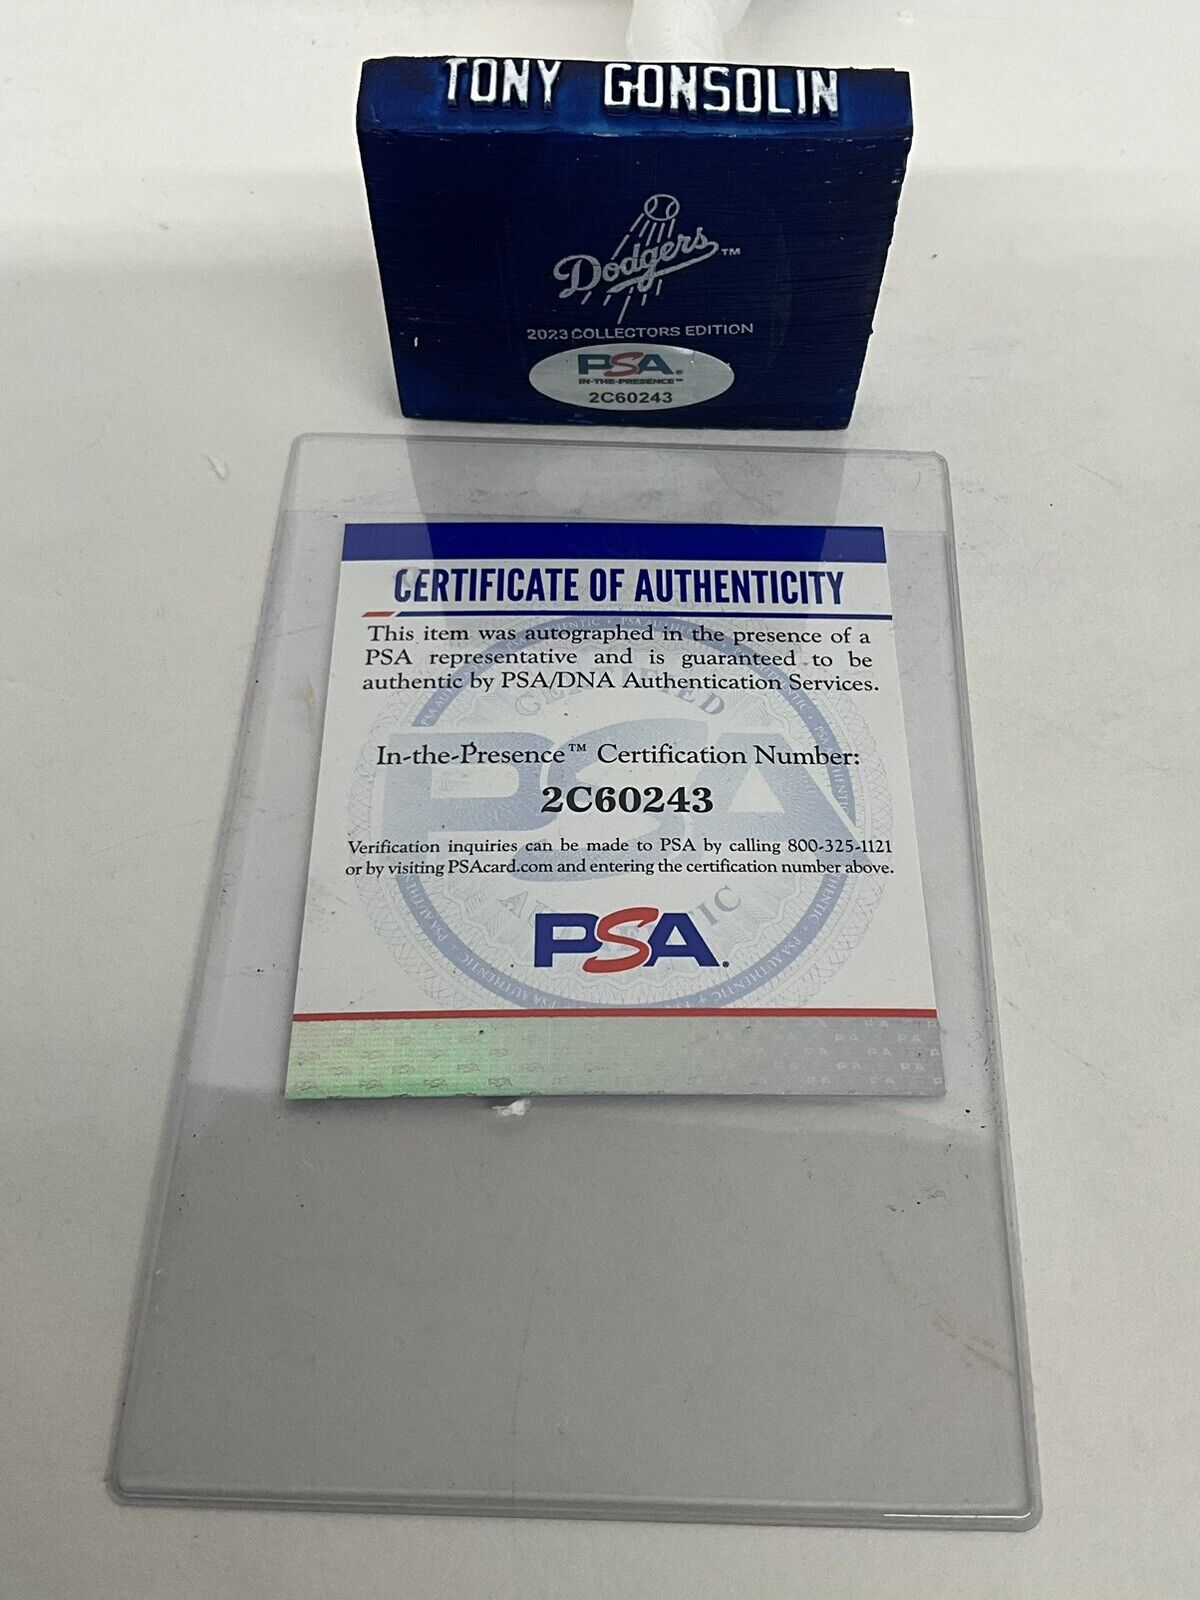 TONY GONSOLIN
Dodgers™
2023 COLLECTORS EDITION
PSA®
IN-THE-PRESENCE™
2C60243
CERTIFICATE OF AUTHENTICITY
This item was autographed in the presence of a
PSA representative and is guaranteed to be
authentic by PSA/DNA Authentication Services.
In-the-Presence™ Certification Number:
2C60243
Verification inquiries can be made to PSA by calling 800-325-1121
or by visiting PSAcard.com and entering the certification number above.
PSA®